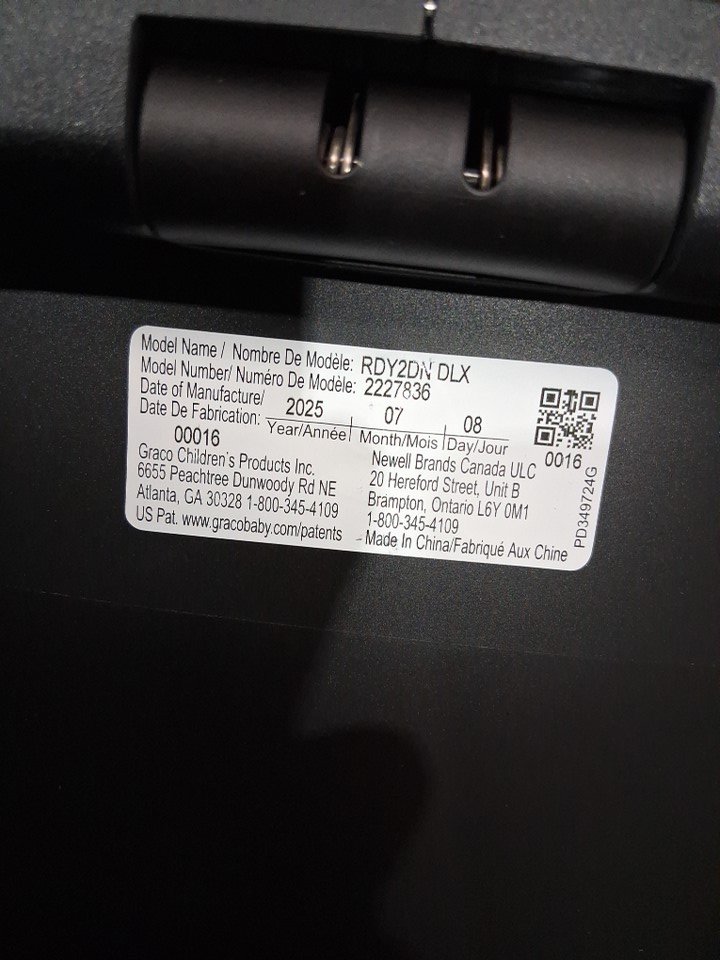 Model Name / Nombre De Modèle: RDY2DN DLX
Model Number/ Numéro De Modèle: 2227836
Date of Manufacture/
Date De Fabrication: 2025 07 08
Year/Année Month/Mois Day/Jour
00016
Graco Children's Products Inc.
6655 Peachtree Dunwoody Rd NE
Atlanta, GA 30328 1-800-345-4109
US Pat. www.gracobaby.com/patents
Newell Brands Canada ULC
20 Hereford Street, Unit B
Brampton, Ontario L6Y 0M1
1-800-345-4109
Made In China/Fabriqué Aux Chine
0016
PD349724G